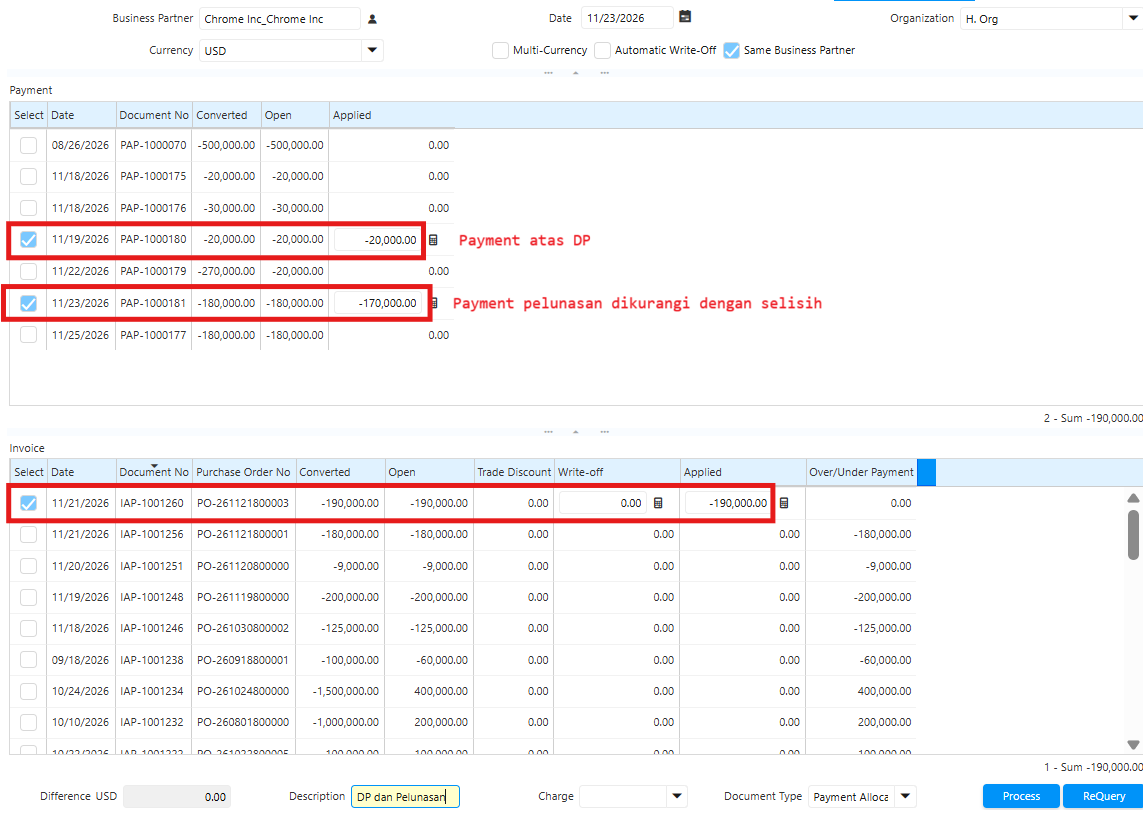 Business Partner Chrome Inc_Chrome Inc Date 11/23/2026 Organization H. Org
Currency USD Multi-Currency Automatic Write-Off Same Business Partner
Payment
Select Date Document No Converted Open Applied
08/26/2026 PAP-1000070 -500,000.00 -500,000.00 0.00
11/18/2026 PAP-1000175 -20,000.00 -20,000.00 0.00
11/18/2026 PAP-1000176 -30,000.00 -30,000.00 0.00
11/19/2026 PAP-1000180 -20,000.00 -20,000.00 -20,000.00 Payment atas DP
11/22/2026 PAP-1000179 -270,000.00 -20,000.00 0.00
11/23/2026 PAP-1000181 -180,000.00 -180,000.00 -170,000.00 Payment pelunasan dikurangi dengan selisih
11/25/2026 PAP-1000177 -180,000.00 -180,000.00 0.00
2 - Sum -190,000.00
Invoice
Select Date Document No Purchase Order No Converted Open Trade Discount Write-off Applied Over/Under Payment
11/21/2026 IAP-1001260 PO-261121800003 -190,000.00 -190,000.00 0.00 0.00 -190,000.00 0.00
11/21/2026 IAP-1001256 PO-261121800001 -180,000.00 -180,000.00 0.00 0.00 0.00 -180,000.00
11/20/2026 IAP-1001251 PO-261120800000 -9,000.00 -9,000.00 0.00 0.00 0.00 -9,000.00
11/19/2026 IAP-1001248 PO-261119800000 -200,000.00 -200,000.00 0.00 0.00 0.00 -200,000.00
11/18/2026 IAP-1001246 PO-261030800002 -125,000.00 -125,000.00 0.00 0.00 0.00 -125,000.00
09/18/2026 IAP-1001238 PO-260918800001 -100,000.00 -60,000.00 0.00 0.00 0.00 -60,000.00
10/24/2026 IAP-1001234 PO-261024800000 -1,500,000.00 400,000.00 0.00 0.00 0.00 400,000.00
10/10/2026 IAP-1001232 PO-260801800000 -1,000,000.00 200,000.00 0.00 0.00 0.00 200,000.00
1 - Sum -190,000.00
Difference USD 0.00 Description DP dan Pelunasan Charge Document Type Payment Alloca Process ReQuery